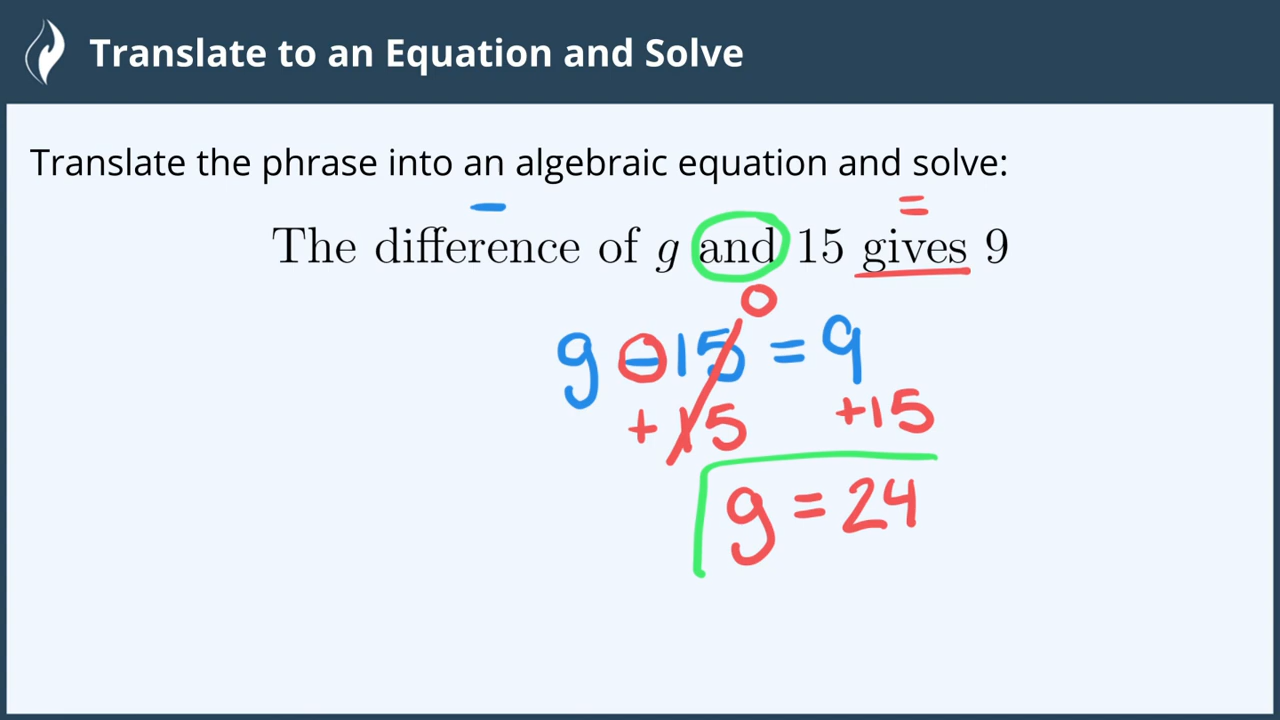 Translate to an Equation and Solve
Translate the phrase into an algebraic equation and solve:
− =
The difference of g and 15 gives 9
0
g - 15 = 9
+ 15 +15
g = 24